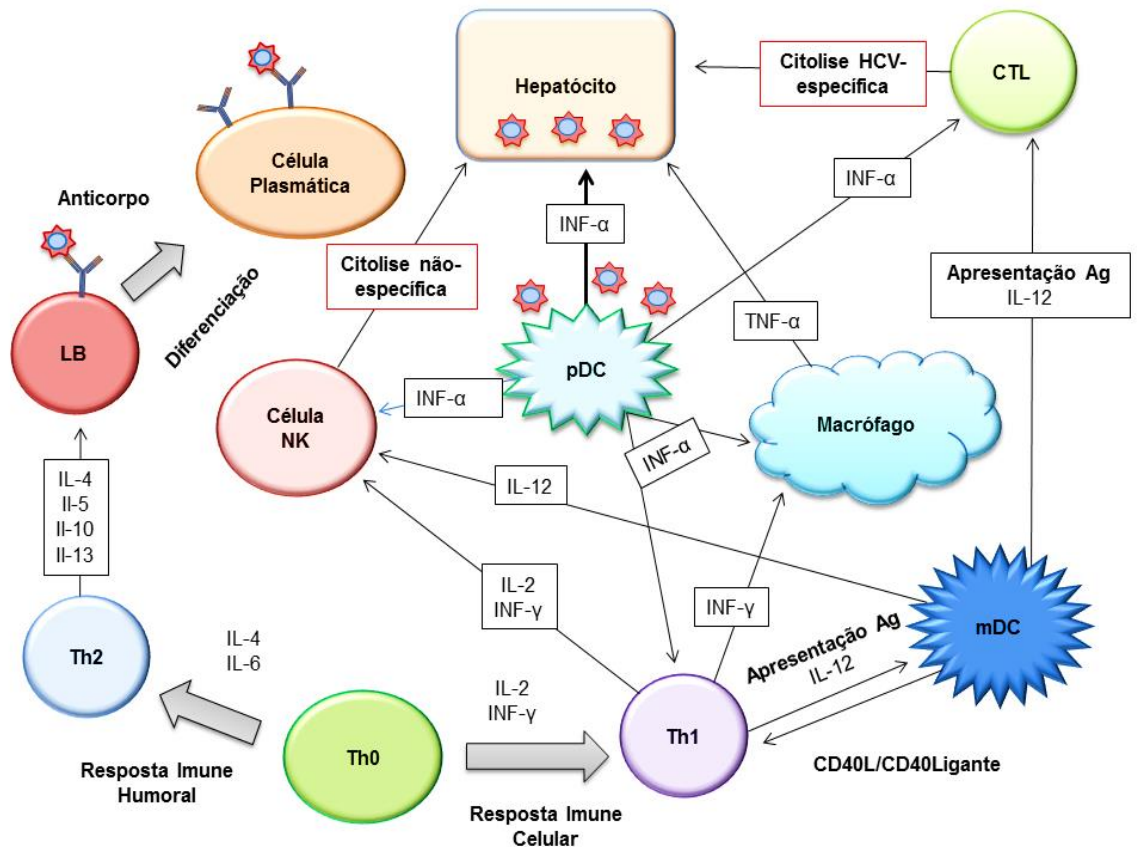 Hepatócito
Citolise HCV-
específica
CTL
Célula
Plasmática
Anticorpo
INF-α
INF-α
Citolise não-
específica
Apresentação Ag
IL-12
Diferenciação
TNF-α
LB
pDC
INF-α
Célula
NK
Macrófago
INF-α
IL-4
Il-5
Il-10
Il-13
IL-12
IL-2
INF-γ
INF-γ
mDC
Th2
IL-4
IL-6
Apresentação Ag
IL-12
IL-2
INF-γ
Th1
Th0
CD40L/CD40Ligante
Resposta Imune
Humoral
Resposta Imune
Celular